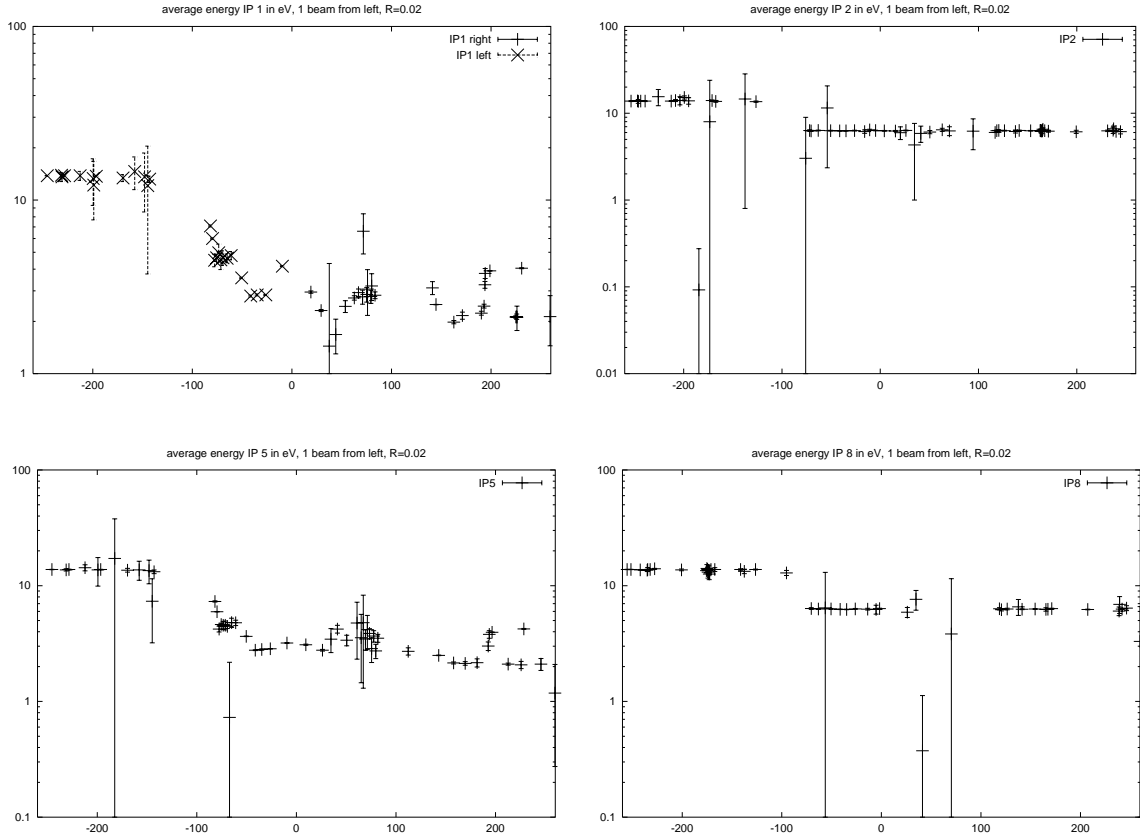 average energy IP 1 in eV, 1 beam from left, R=0.02
100
10
1
-200 -100 0 100 200
IP1 right
IP1 left
average energy IP 2 in eV, 1 beam from left, R=0.02
100
10
1
0.1
0.01
-200 -100 0 100 200
IP2
average energy IP 5 in eV, 1 beam from left, R=0.02
100
10
1
0.1
-200 -100 0 100 200
IP5
average energy IP 8 in eV, 1 beam from left, R=0.02
100
10
1
0.1
-200 -100 0 100 200
IP8